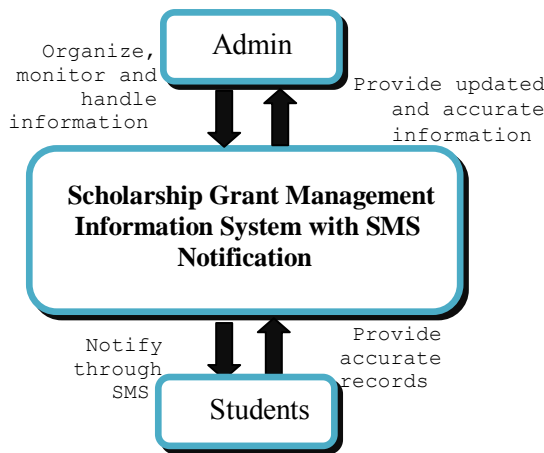 Admin
Organize,
monitor and
handle
information
Provide updated
and accurate
information
Scholarship Grant Management
Information System with SMS
Notification
Notify
through
SMS
Provide
accurate
records
Students